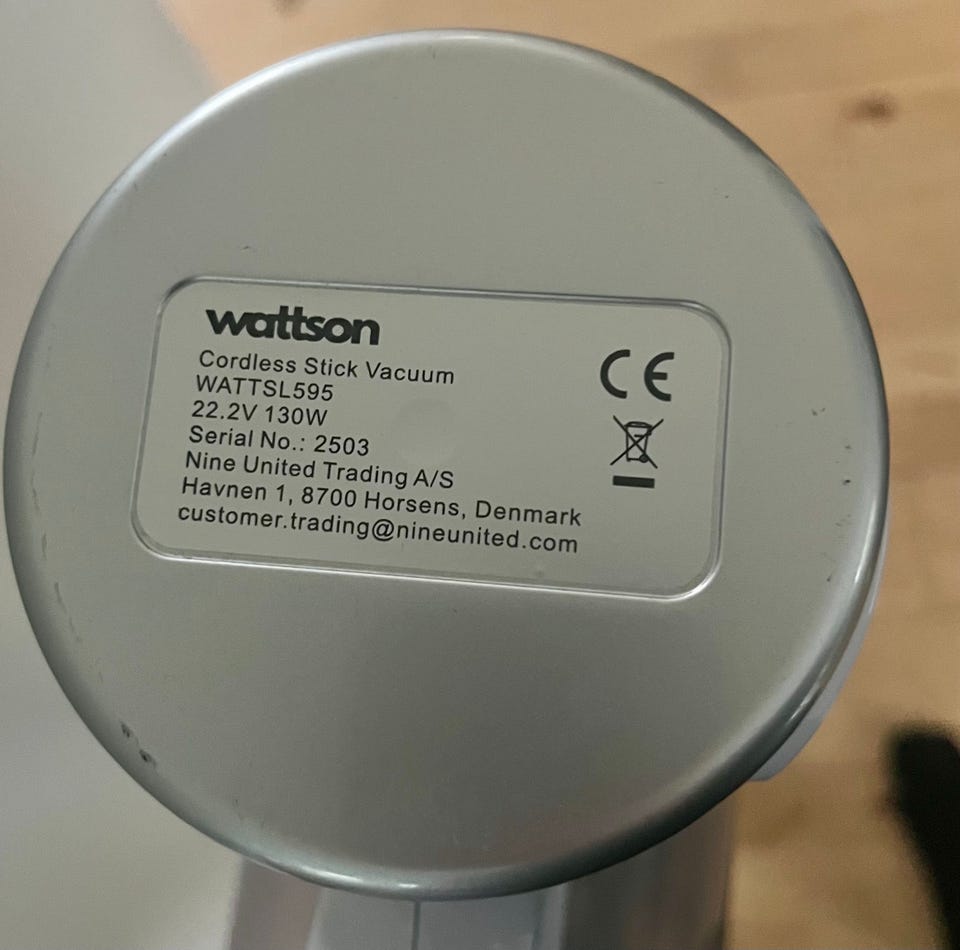 wattson
Cordless Stick Vacuum
WATTSL595
22.2V 130W
Serial No.: 2503
Nine United Trading A/S
Havnen 1, 8700 Horsens, Denmark
customer.trading@nineunited.com
CE